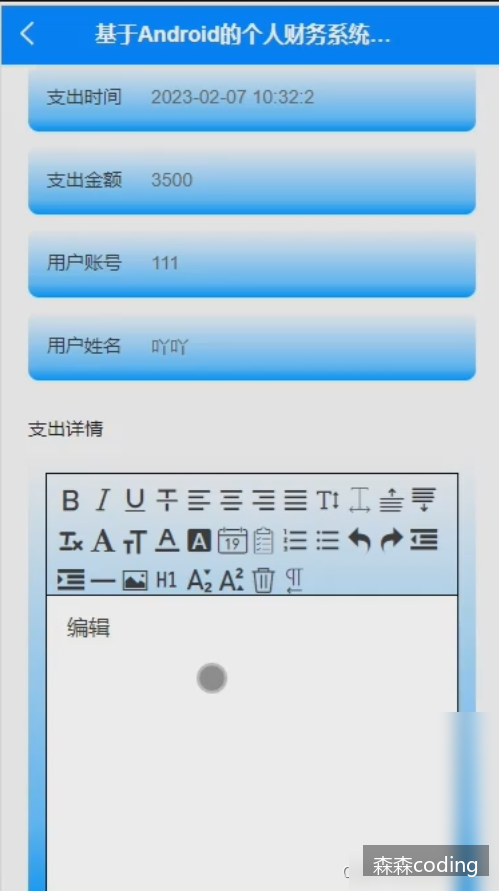 基于Android的个人财务系统...
支出时间 2023-02-07 10:32:2
支出金额 3500
用户账号 111
用户姓名 吖吖
支出详情
编辑
森森coding